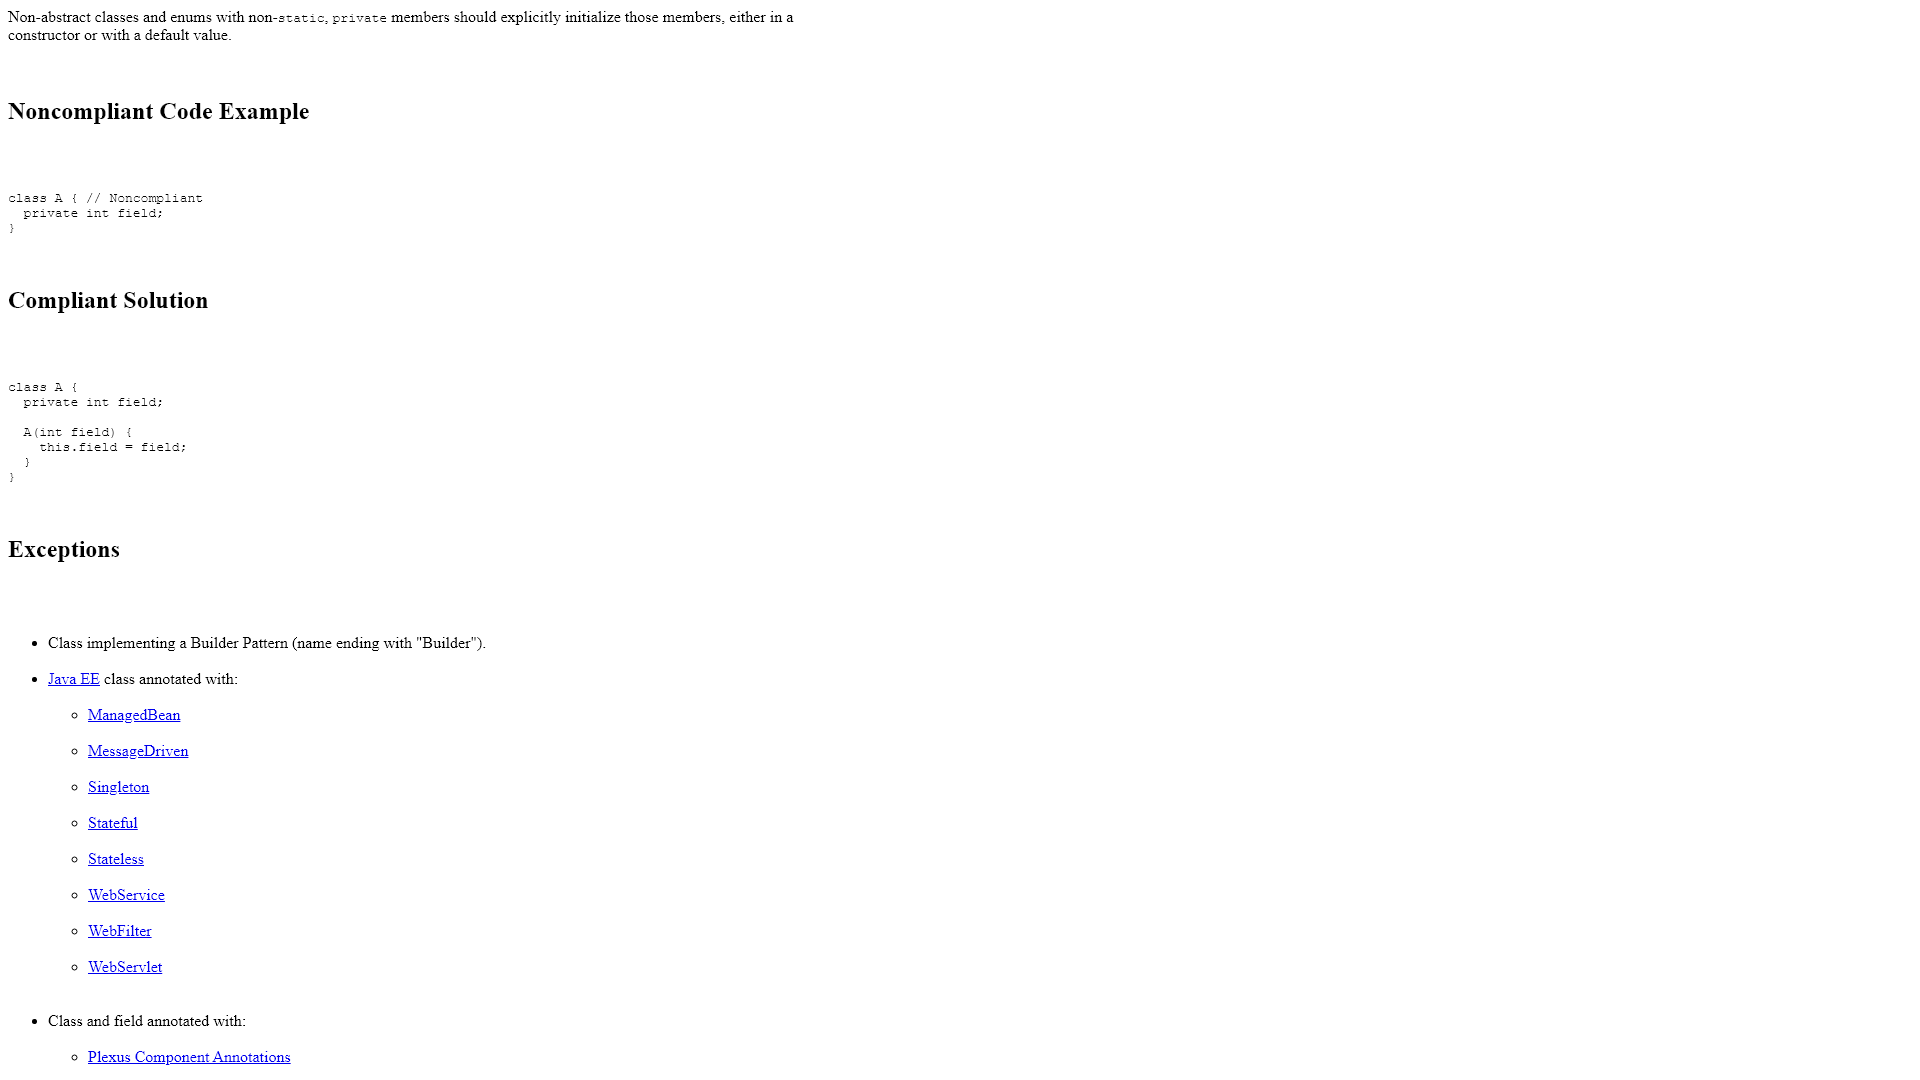 Non-abstract classes and enums with non-static, private members should explicitly initialize those members, either in a
constructor or with a default value.
Noncompliant Code Example
class A { // Noncompliant
  private int field;
}
Compliant Solution
class A {
  private int field;
  A(int field) {
    this.field = field;
  }
}
Exceptions
• Class implementing a Builder Pattern (name ending with "Builder").
• Java EE class annotated with:
◦ ManagedBean
◦ MessageDriven
◦ Singleton
◦ Stateful
◦ Stateless
◦ WebService
◦ WebFilter
◦ WebServlet
• Class and field annotated with:
◦ Plexus Component Annotations